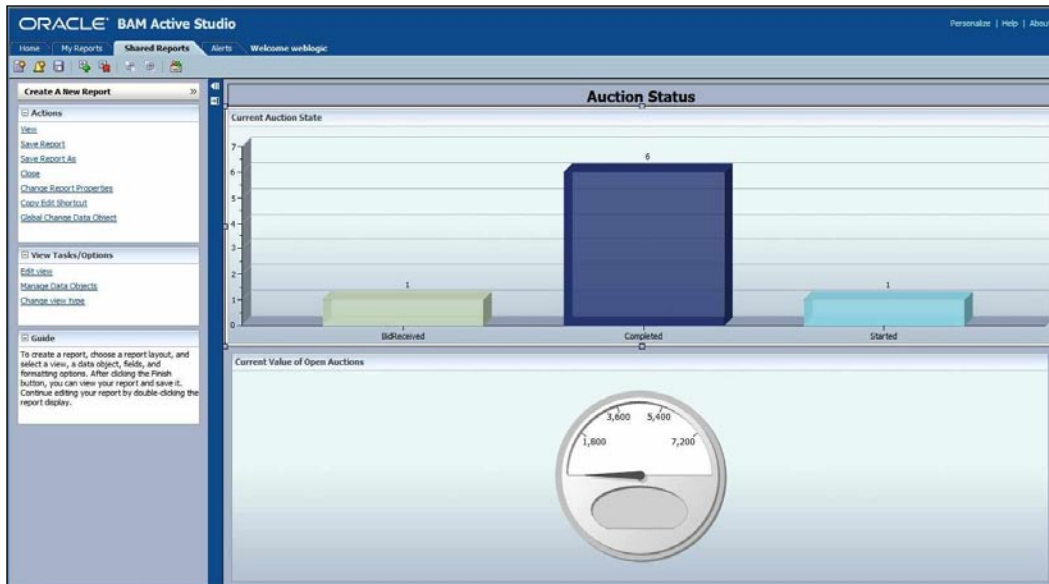 ORACLE BAM Active Studio
Personalize | Help | About
Home My Reports Shared Reports Alerts Welcome weblogic
Create A New Report »
Actions
View
Save Report
Save Report As
Close
Change Report Properties
Copy Edit Shortcut
Global Change Data Object
View Tasks/Options
Edit view
Manage Data Objects
Change view type
Guide
To create a report, choose a report layout, and
select a view, a data object, fields, and
formatting options. After clicking the Finish
button, you can view your report and save it.
Continue editing your report by double-clicking the
report display.
Auction Status
Current Auction State
7
6
5
4
3
2
1
0
1
6
1
BidReceived Completed Started
Current Value of Open Auctions
3,600 5,400
1,800 7,200